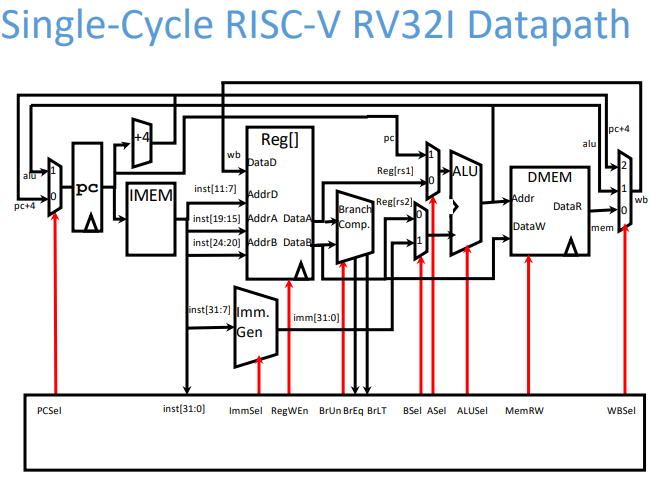 Single-Cycle RISC-V RV32I Datapath
+4
Reg[]
pc
pc+4
alu
wb
DataD
Reg[rs1]
1
ALU
DMEM
2
alu
1
pc
IMEM
inst[11:7]
AddrD
0
Addr
DataR
1
wb
pc+4
0
inst[19:15]
AddrA
DataA
Branch
Comp.
Reg[rs2]
0
DataW
0
mem
inst[24:20]
AddrB
DataB
1
inst[31:7]
Imm.
Gen
imm[31:0]
PCSel
inst[31:0]
ImmSel
RegWEn
BrUn
BrEq
BrLT
BSel
ASel
ALUSel
MemRW
WBSel